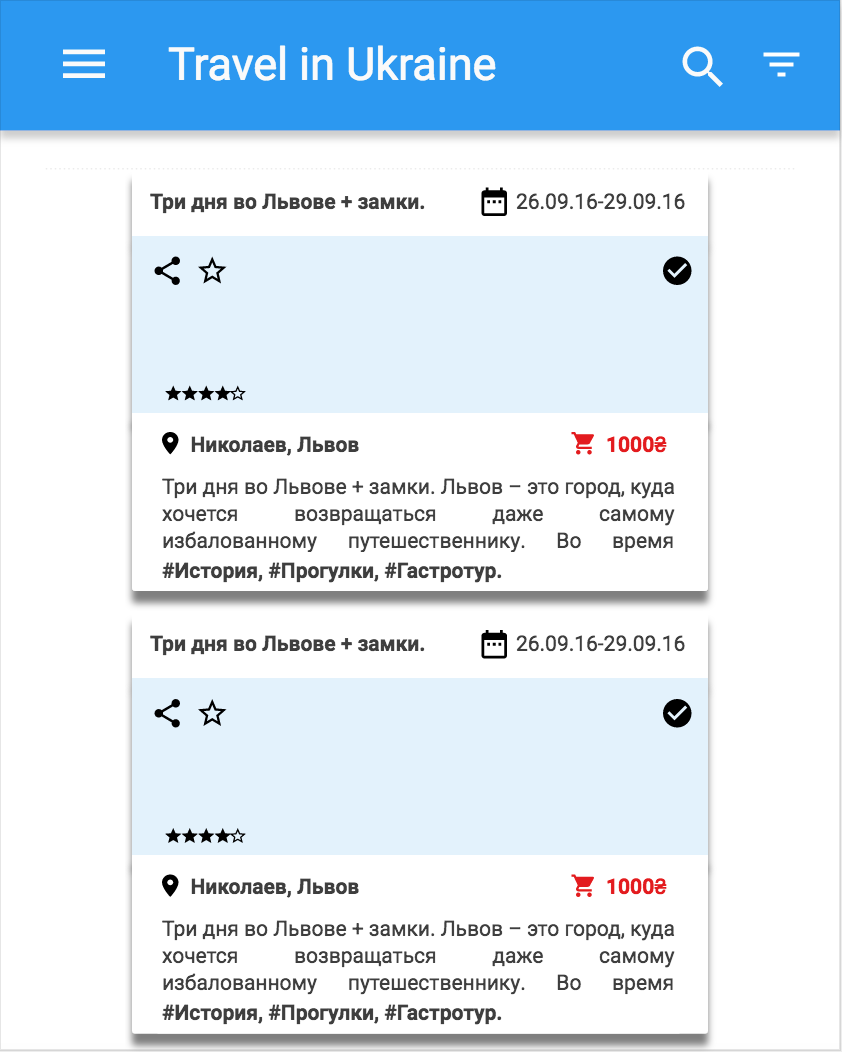 Travel in Ukraine
Три дня во Львове + замки. 26.09.16-29.09.16
Николаев, Львов 1000₴
Три дня во Львове + замки. Львов – это город, куда
хочется возвращаться даже самому
избалованному путешественнику. Во время
#История, #Прогулки, #Гастротур.
Три дня во Львове + замки. 26.09.16-29.09.16
Николаев, Львов 1000₴
Три дня во Львове + замки. Львов – это город, куда
хочется возвращаться даже самому
избалованному путешественнику. Во время
#История, #Прогулки, #Гастротур.